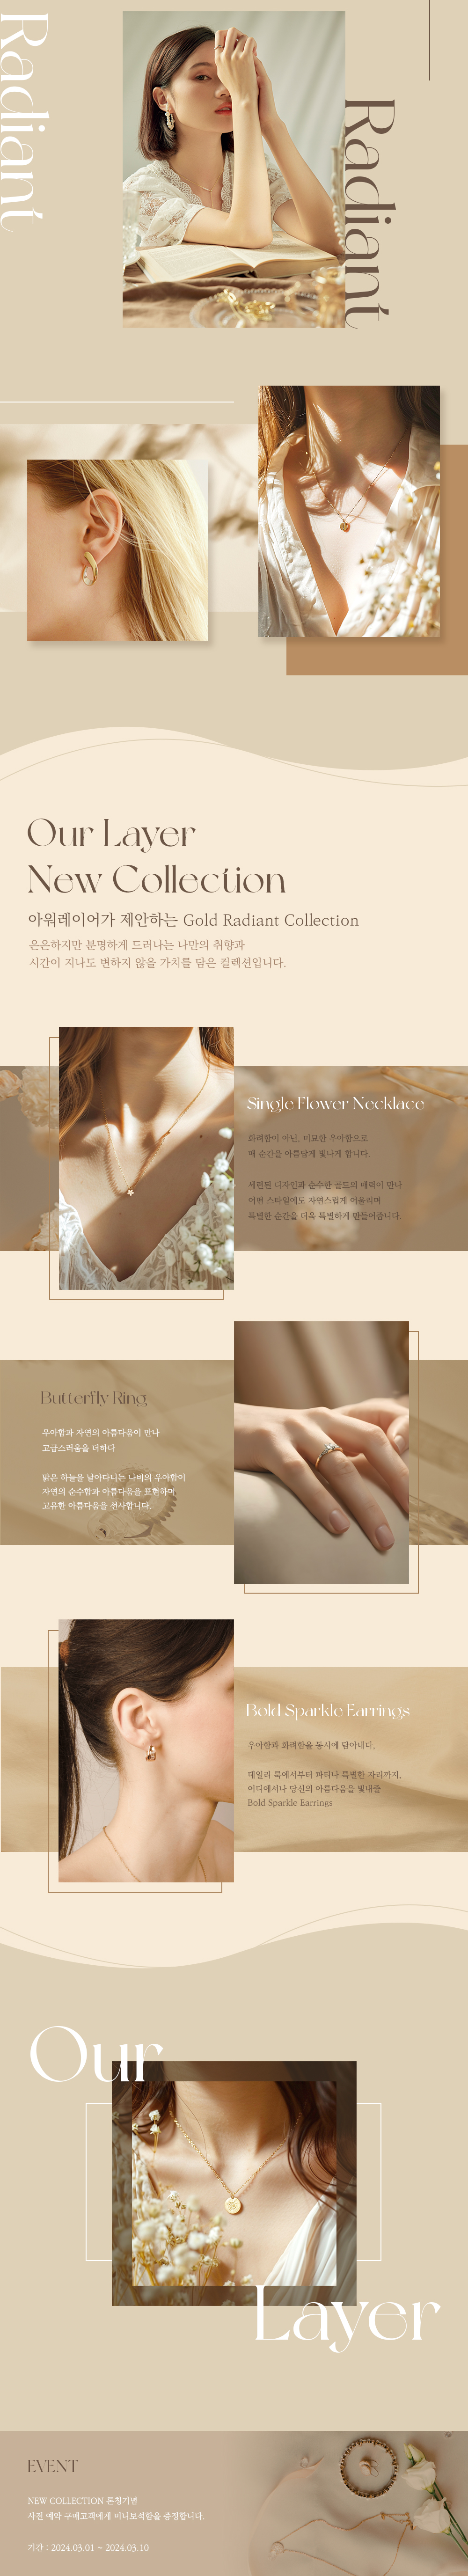 Radiant
Radiant
Our Layer
New Collection
아워레이어가 제안하는 Gold Radiant Collection
은은하지만 분명하게 드러나는 나만의 취향과
시간이 지나도 변하지 않을 가치를 담은 컬렉션입니다.
Single Flower Necklace
화려함이 아닌, 미묘한 우아함으로
매 순간을 아름답게 빛나게 합니다.
세련된 디자인과 순수한 골드의 매력이 만나
어떤 스타일에도 자연스럽게 어울리며
특별한 순간을 더욱 특별하게 만들어줍니다.
Butterfly Ring
우아함과 자연의 아름다움이 만나
고급스러움을 더하다
맑은 하늘을 날아다니는 나비의 우아함이
자연의 순수함과 아름다움을 표현하며
고유한 아름다움을 선사합니다.
Bold Sparkle Earrings
우아함과 화려함을 동시에 담아내다,
데일리 룩에서부터 파티나 특별한 자리까지,
어디에서나 당신의 아름다움을 빛내줄
Bold Sparkle Earrings
Our
Layer
EVENT
NEW COLLECTION 론칭기념
사전 예약 구매고객에게 미니보석함을 증정합니다.
기간 : 2024.03.01 ~ 2024.03.10